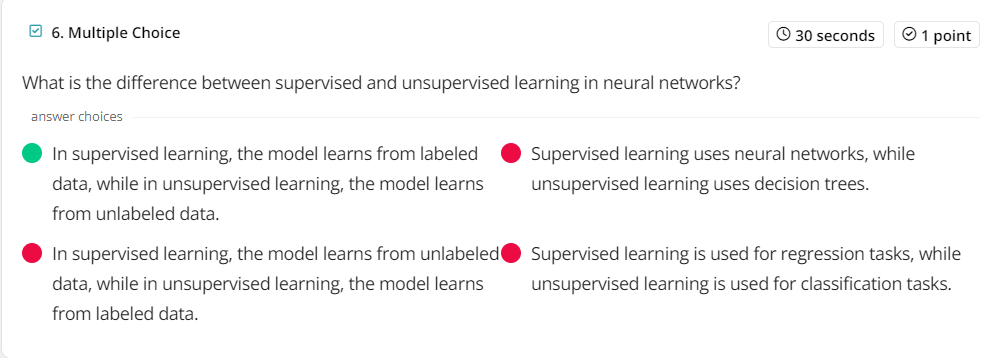 6. Multiple Choice
30 seconds
1 point
What is the difference between supervised and unsupervised learning in neural networks?
answer choices
In supervised learning, the model learns from labeled
data, while in unsupervised learning, the model learns
from unlabeled data.
Supervised learning uses neural networks, while
unsupervised learning uses decision trees.
In supervised learning, the model learns from unlabeled
data, while in unsupervised learning, the model learns
from labeled data.
Supervised learning is used for regression tasks, while
unsupervised learning is used for classification tasks.